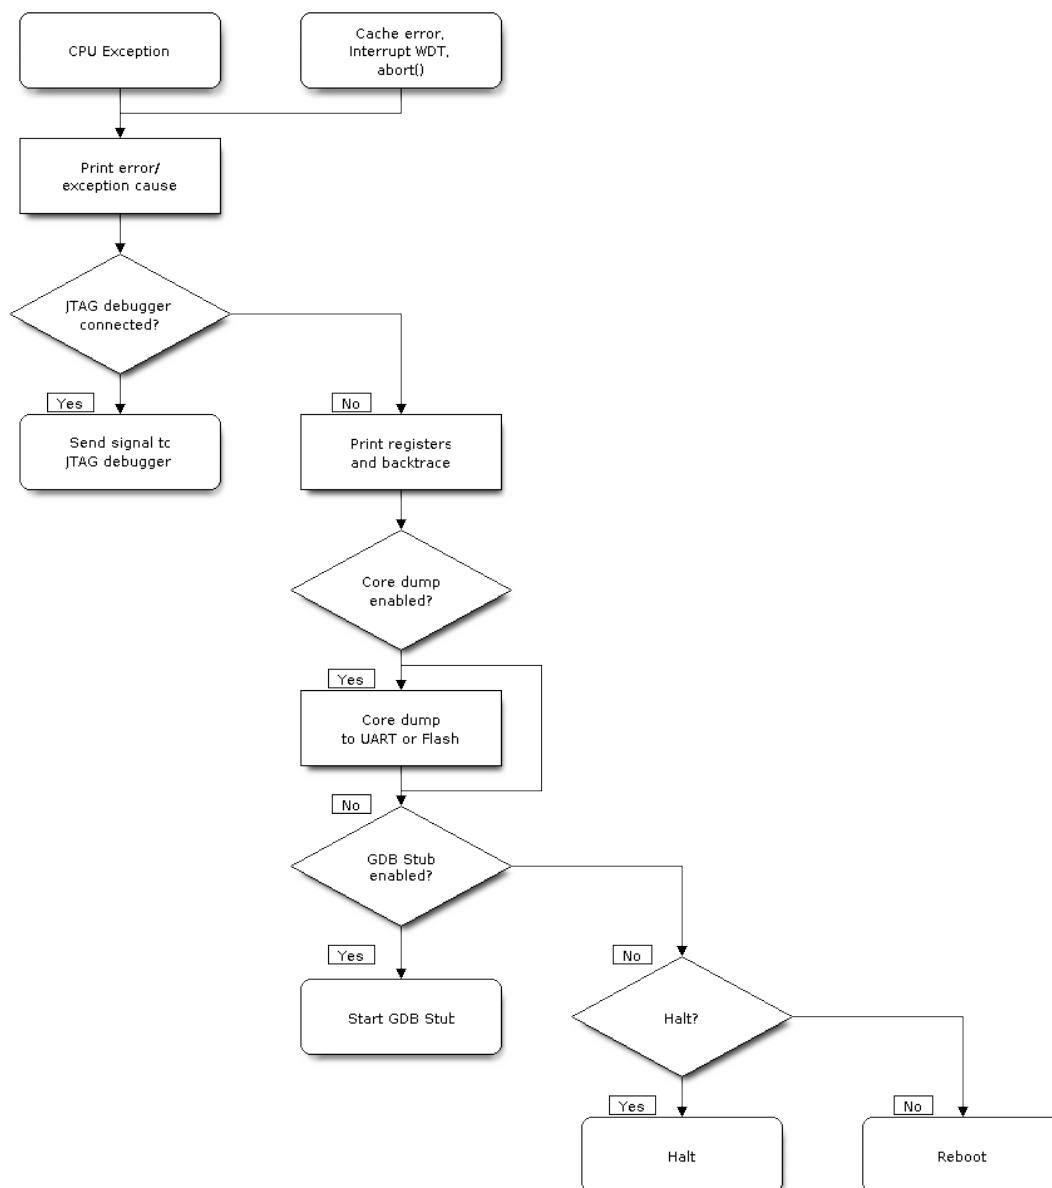 CPU Exception
Cache error,
Interrupt WDT,
abort()
Print error/
exception cause
JTAG debugger
connected?
Yes
No
Send signal to
JTAG debugger
Print registers
and backtrace
Core dump
enabled?
Yes
Core dump
to UART or Flash
No
GDB Stub
enabled?
Yes
No
Start GDB Stub
Halt?
Yes
No
Halt
Reboot